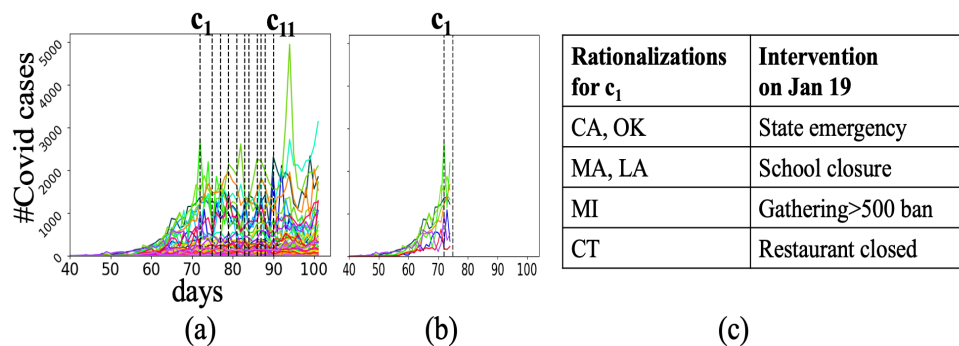 c1 c11
#Covid cases
5000
4000
3000
2000
1000
0
40 50 60 70 80 90 100
days
(a)
c1
40 50 60 70 80 90 100
(b)
Rationalizations for c1
Intervention on Jan 19
CA, OK
State emergency
MA, LA
School closure
MI
Gathering>500 ban
CT
Restaurant closed
(c)